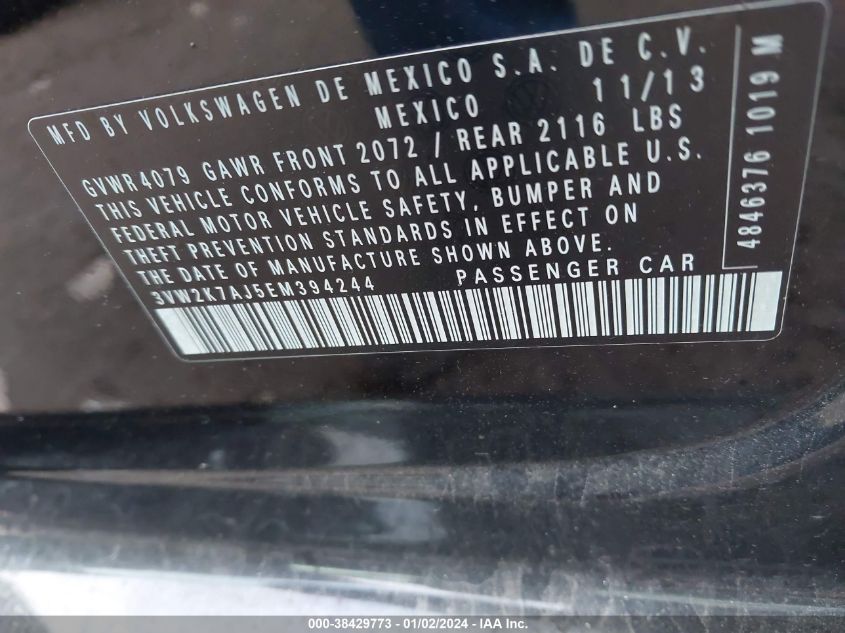 MFD BY VOLKSWAGEN DE MEXICO S.A. DE C.V.
MEXICO 11/13
GVWR 4079 GAWR FRONT 2072 / REAR 2116 LBS
THIS VEHICLE CONFORMS TO ALL APPLICABLE U.S.
FEDERAL MOTOR VEHICLE SAFETY, BUMPER AND
THEFT PREVENTION STANDARDS IN EFFECT ON
THE DATE OF MANUFACTURE SHOWN ABOVE.
3VW2K7AJ5EM394244 PASSENGER CAR
4846376 1019 M
000-38429773 - 01/02/2024 - IAA Inc.